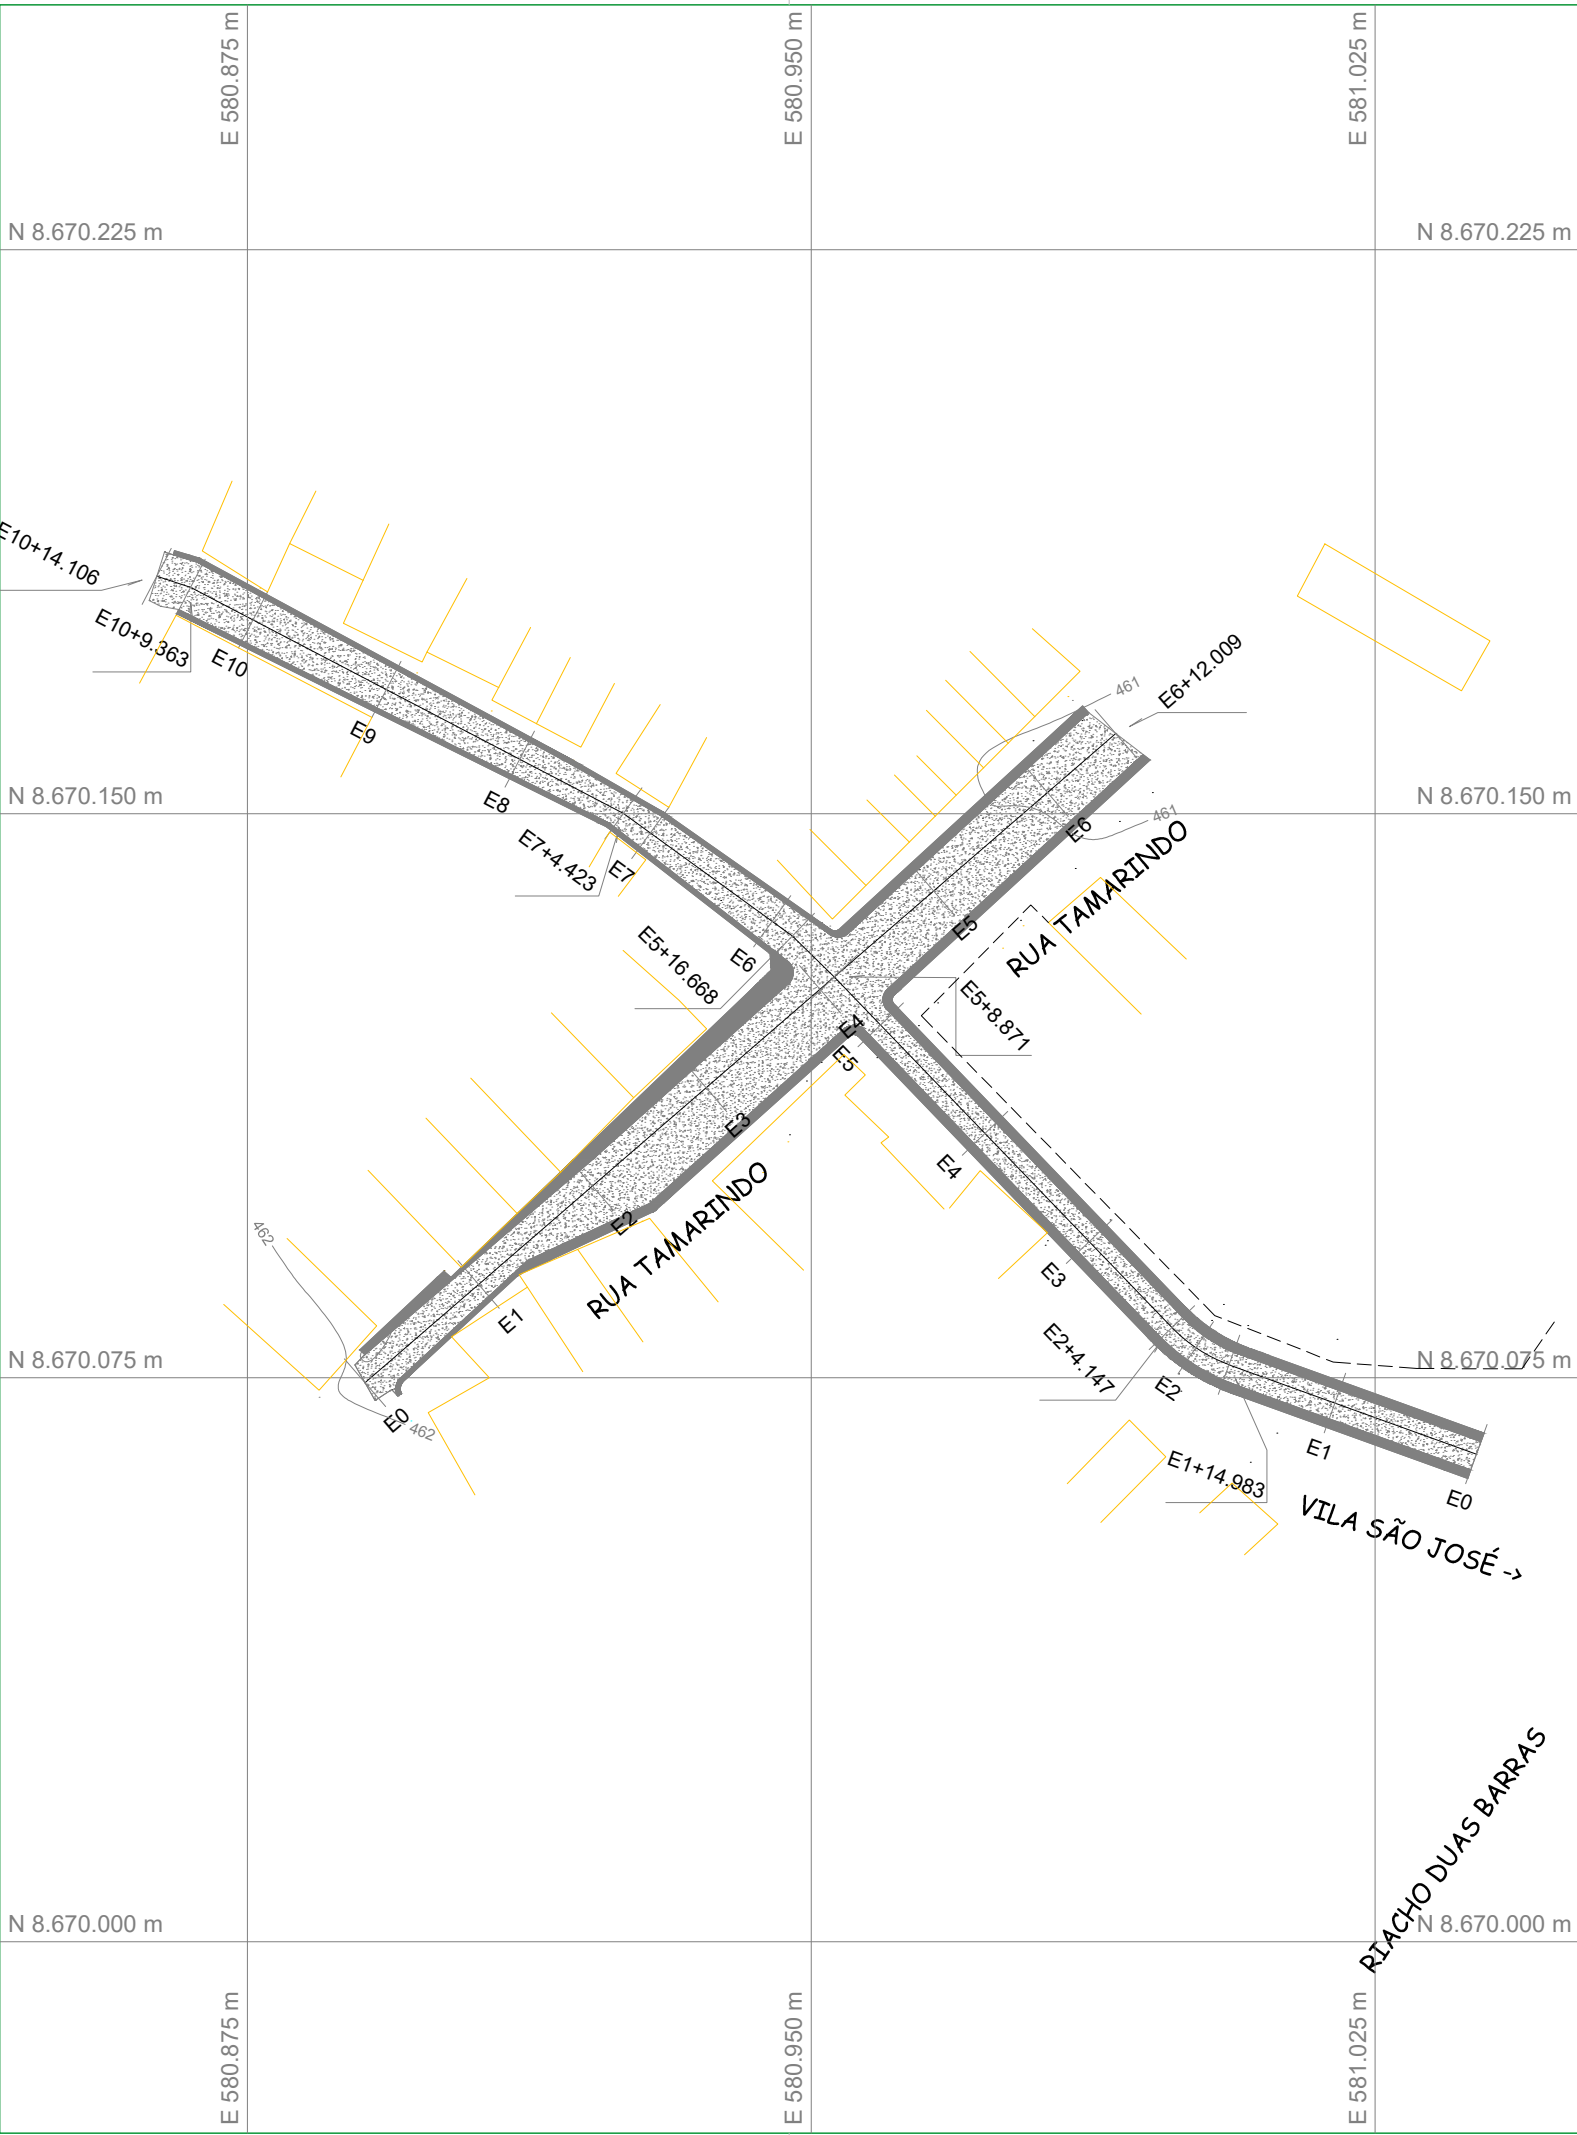 E 580.875 m
E 580.950 m
E 581.025 m
N 8.670.225 m
N 8.670.225 m
E10+14.106
E10+9.363
E10
E9
E8
E7+4.423
E7
E6
E5+16.668
461
E6+12.009
461
E6
RUA TAMARINDO
E5
E5+8.871
E4
E5
N 8.670.150 m
E3
RUA TAMARINDO
E2
E1
E0
462
462
E4
E3
E2+4.147
E2
E1+14.983
E1
E0
VILA SÃO JOSÉ ->
N 8.670.075 m
N 8.670.075 m
RIACHO DUAS BARRAS
N 8.670.000 m
N 8.670.000 m
E 580.875 m
E 580.950 m
E 581.025 m